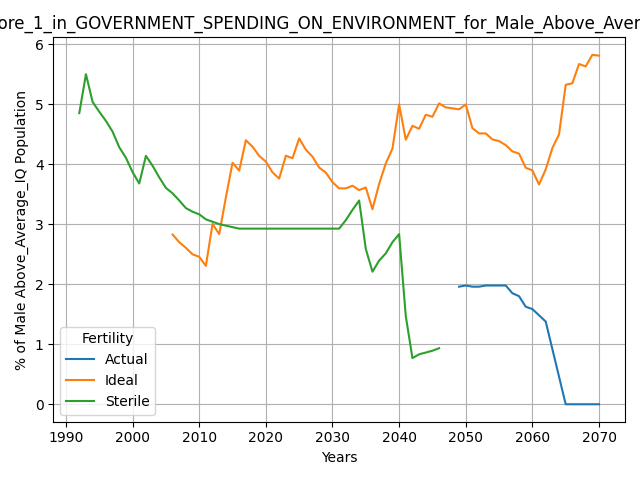 ore_1_in_GOVERNMENT_SPENDING_ON_ENVIRONMENT_for_Male_Above_Aver
% of Male Above_Average_IQ Population
6
5
4
3
2
1
0
Fertility
Actual
Ideal
Sterile
1990 2000 2010 2020 2030 2040 2050 2060 2070
Years